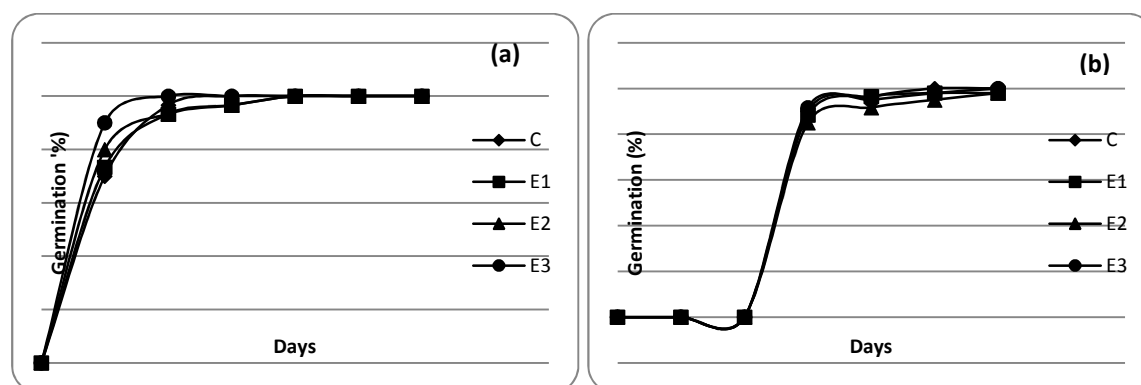 (a)
Germination '%)
C
E1
E2
E3
Days
(b)
Germination (%)
C
E1
E2
E3
Days